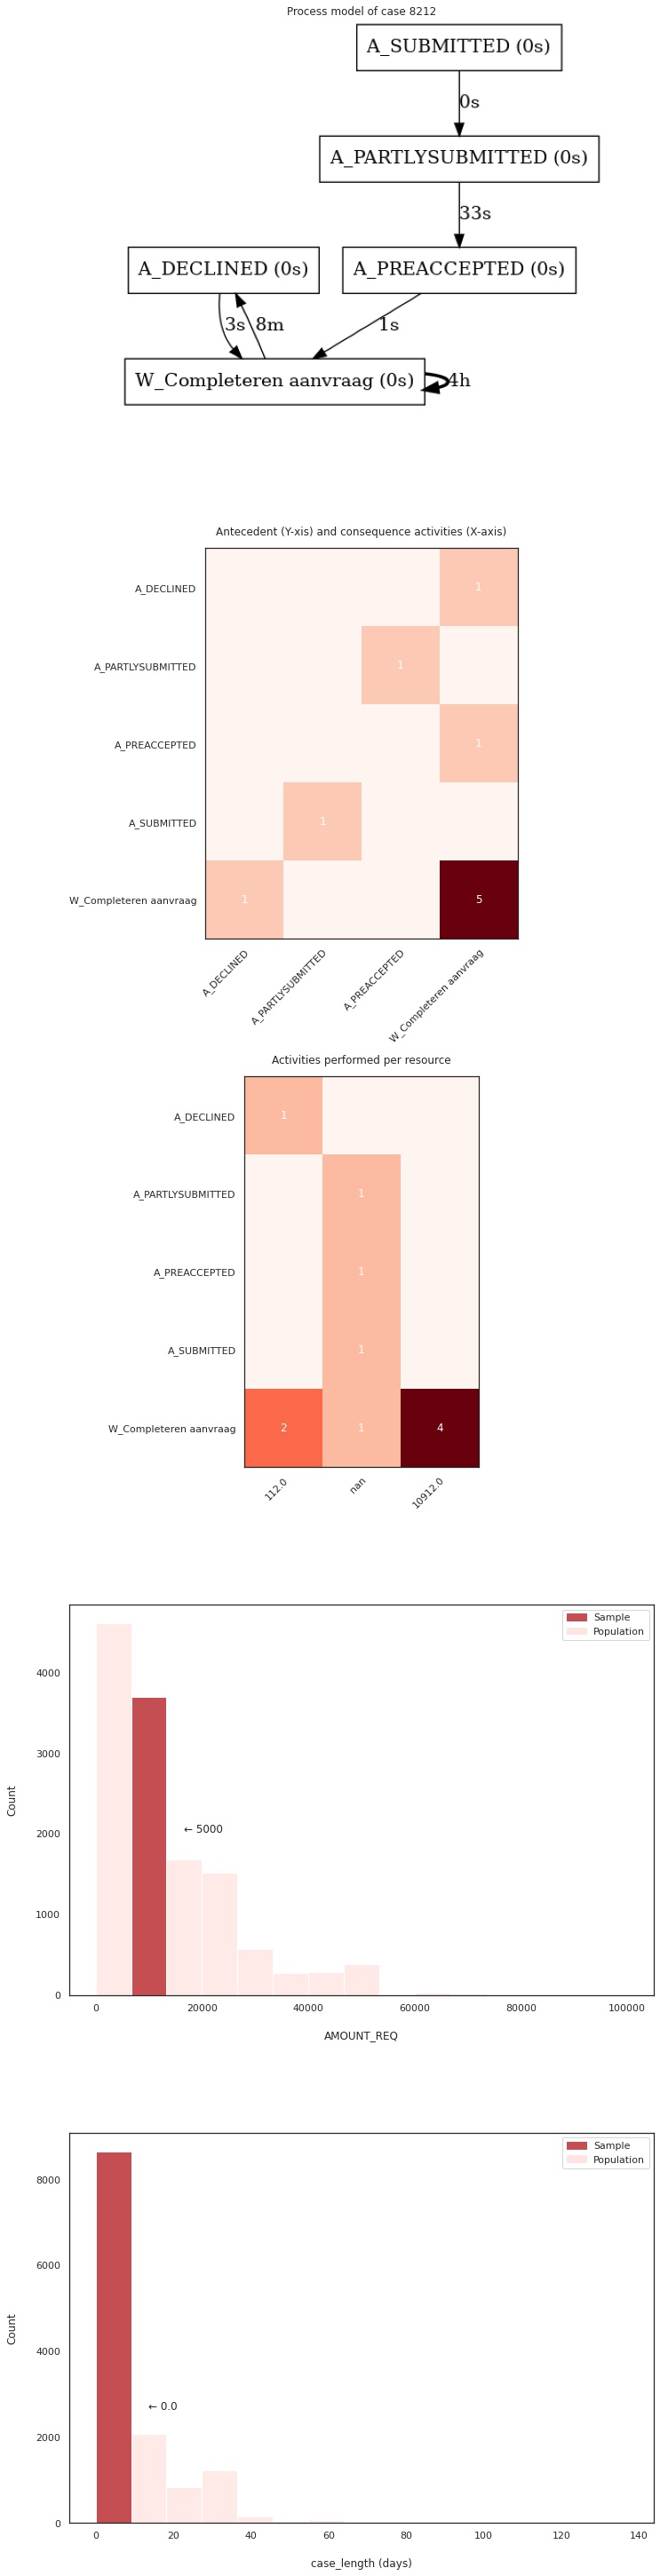 Process model of case 8212
A_SUBMITTED (0s)
0s
A_PARTLYSUBMITTED (0s)
33s
A_DECLINED (0s)
A_PREACCEPTED (0s)
3s
8m
1s
W_Completeren aanvraag (0s)
4h
Antecedent (Y-xis) and consequence activities (X-axis)
A_DECLINED
1
A_PARTLYSUBMITTED
1
A_PREACCEPTED
1
A_SUBMITTED
1
W_Completeren aanvraag
1
5
A_DECLINED
A_PARTLYSUBMITTED
A_PREACCEPTED
W_Completeren aanvraag
Activities performed per resource
A_DECLINED
1
A_PARTLYSUBMITTED
1
A_PREACCEPTED
1
A_SUBMITTED
1
W_Completeren aanvraag
2
1
4
112.0
nan
10912.0
Sample
Population
4000
3000
2000
1000
0
Count
← 5000
0
20000
40000
60000
80000
100000
AMOUNT_REQ
Sample
Population
8000
6000
4000
2000
0
Count
← 0.0
0
20
40
60
80
100
120
140
case_length (days)